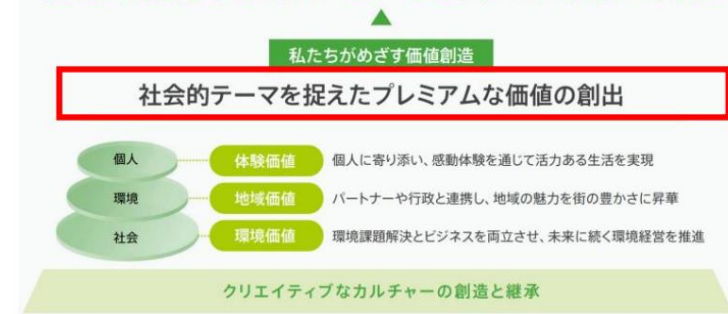 私たちがめざす価値創造
社会的テーマを捉えたプレミアムな価値の創出
個人 体験価値 個人に寄り添い、感動体験を通じて活力ある生活を実現
環境 地域価値 パートナーや行政と連携し、地域の魅力を街の豊かさに昇華
社会 環境価値 環境課題解決とビジネスを両立させ、未来に続く環境経営を推進
クリエイティブなカルチャーの創造と継承